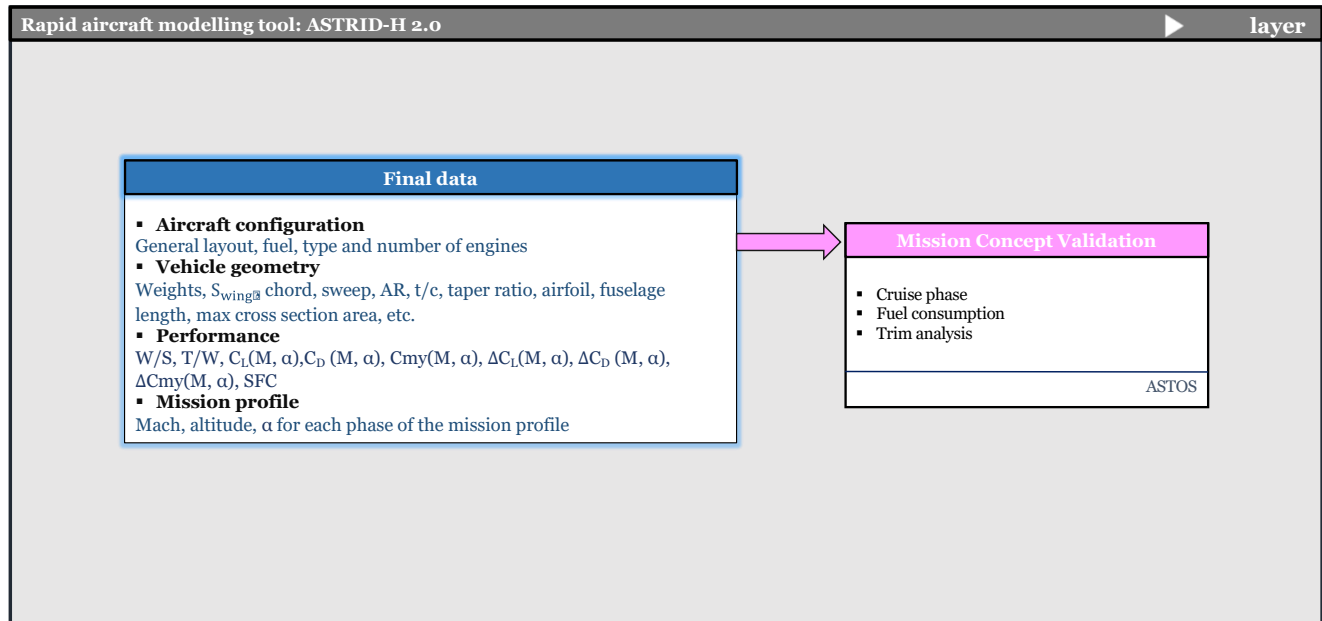 Rapid aircraft modelling tool: ASTRID-H 2.0
layer
Final data
▪ Aircraft configuration
General layout, fuel, type and number of engines
▪ Vehicle geometry
Weights, Swing, chord, sweep, AR, t/c, taper ratio, airfoil, fuselage
length, max cross section area, etc.
▪ Performance
W/S, T/W, CL(M, α),CD (M, α), Cmy(M, α), ΔCL(M, α), ΔCD (M, α),
ΔCmy(M, α), SFC
▪ Mission profile
Mach, altitude, α for each phase of the mission profile
Mission Concept Validation
▪ Cruise phase
▪ Fuel consumption
▪ Trim analysis
ASTOS